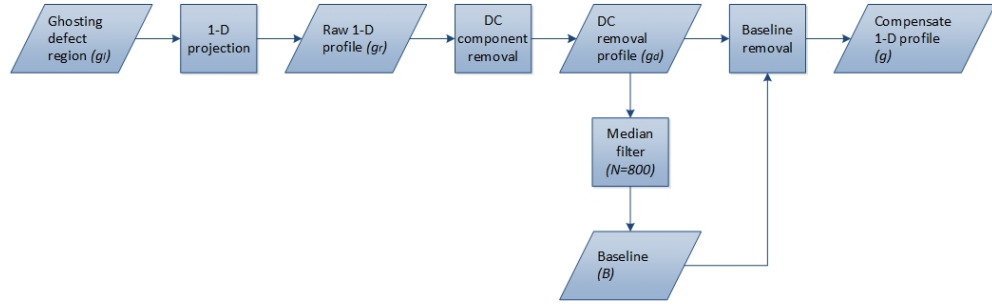 Ghosting
defect
region (gl)
1-D
projection
Raw 1-D
profile (gr)
DC
component
removal
DC
removal
profile (gd)
Baseline
removal
Compensate
1-D profile
(g)
Median
filter
(N=800)
Baseline
(B)